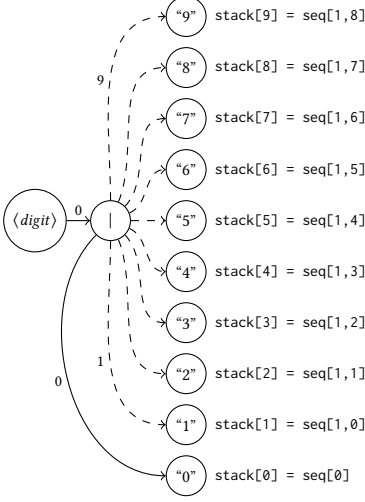 “9” stack[9] = seq[1,8]
“8” stack[8] = seq[1,7]
9
“7” stack[7] = seq[1,6]
“6” stack[6] = seq[1,5]
⟨digit⟩ 0 | “5” stack[5] = seq[1,4]
“4” stack[4] = seq[1,3]
“3” stack[3] = seq[1,2]
1
“2” stack[2] = seq[1,1]
0
“1” stack[1] = seq[1,0]
“0” stack[0] = seq[0]